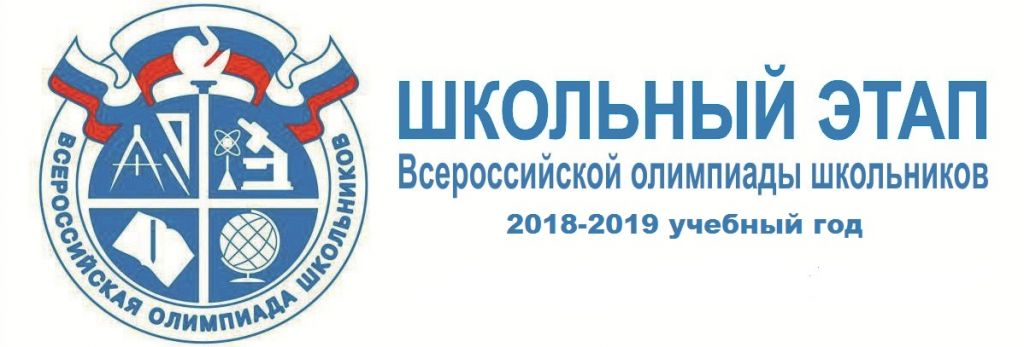 ВСЕРОССИЙСКАЯ ОЛИМПИАДА ШКОЛЬНИКОВ
ШКОЛЬНЫЙ ЭТАП
Всероссийской олимпиады школьников
2018-2019 учебный год